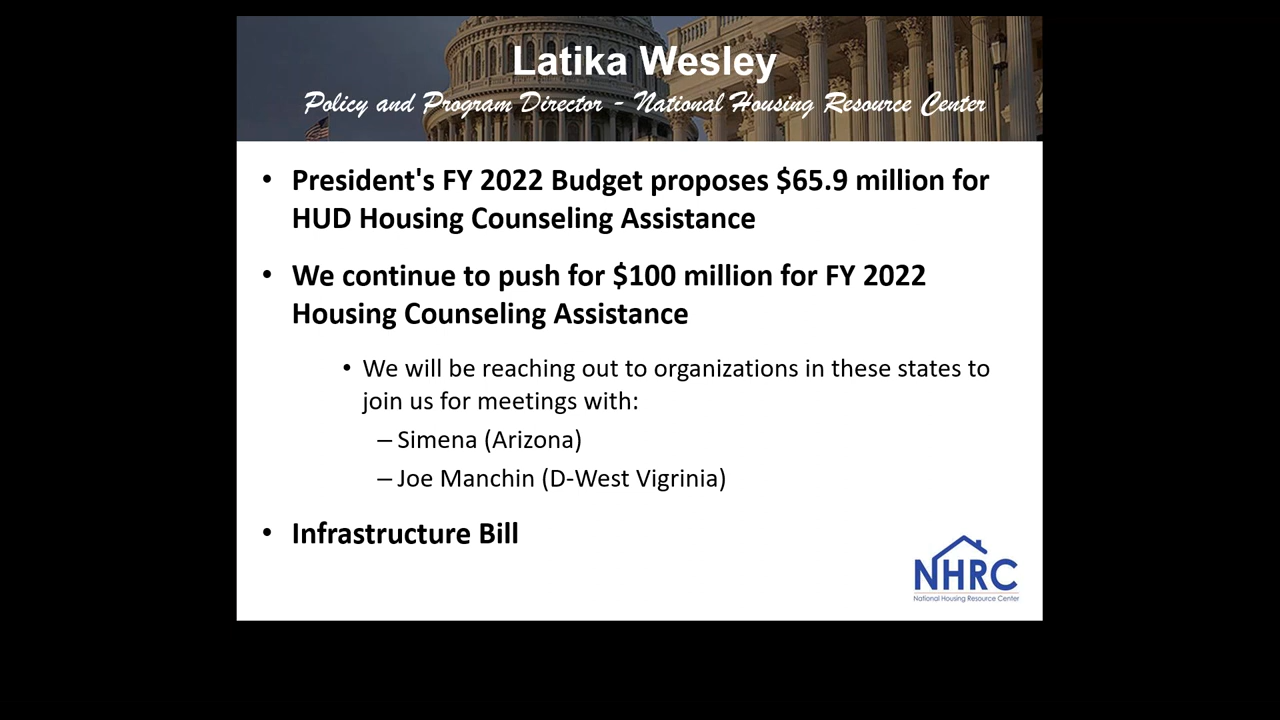 Latika Wesley
Policy and Program Director - National Housing Resource Center
• President's FY 2022 Budget proposes $65.9 million for
HUD Housing Counseling Assistance
• We continue to push for $100 million for FY 2022
Housing Counseling Assistance
• We will be reaching out to organizations in these states to
join us for meetings with:
– Simena (Arizona)
– Joe Manchin (D-West Vigrinia)
• Infrastructure Bill
NHRC
National Housing Resource Center